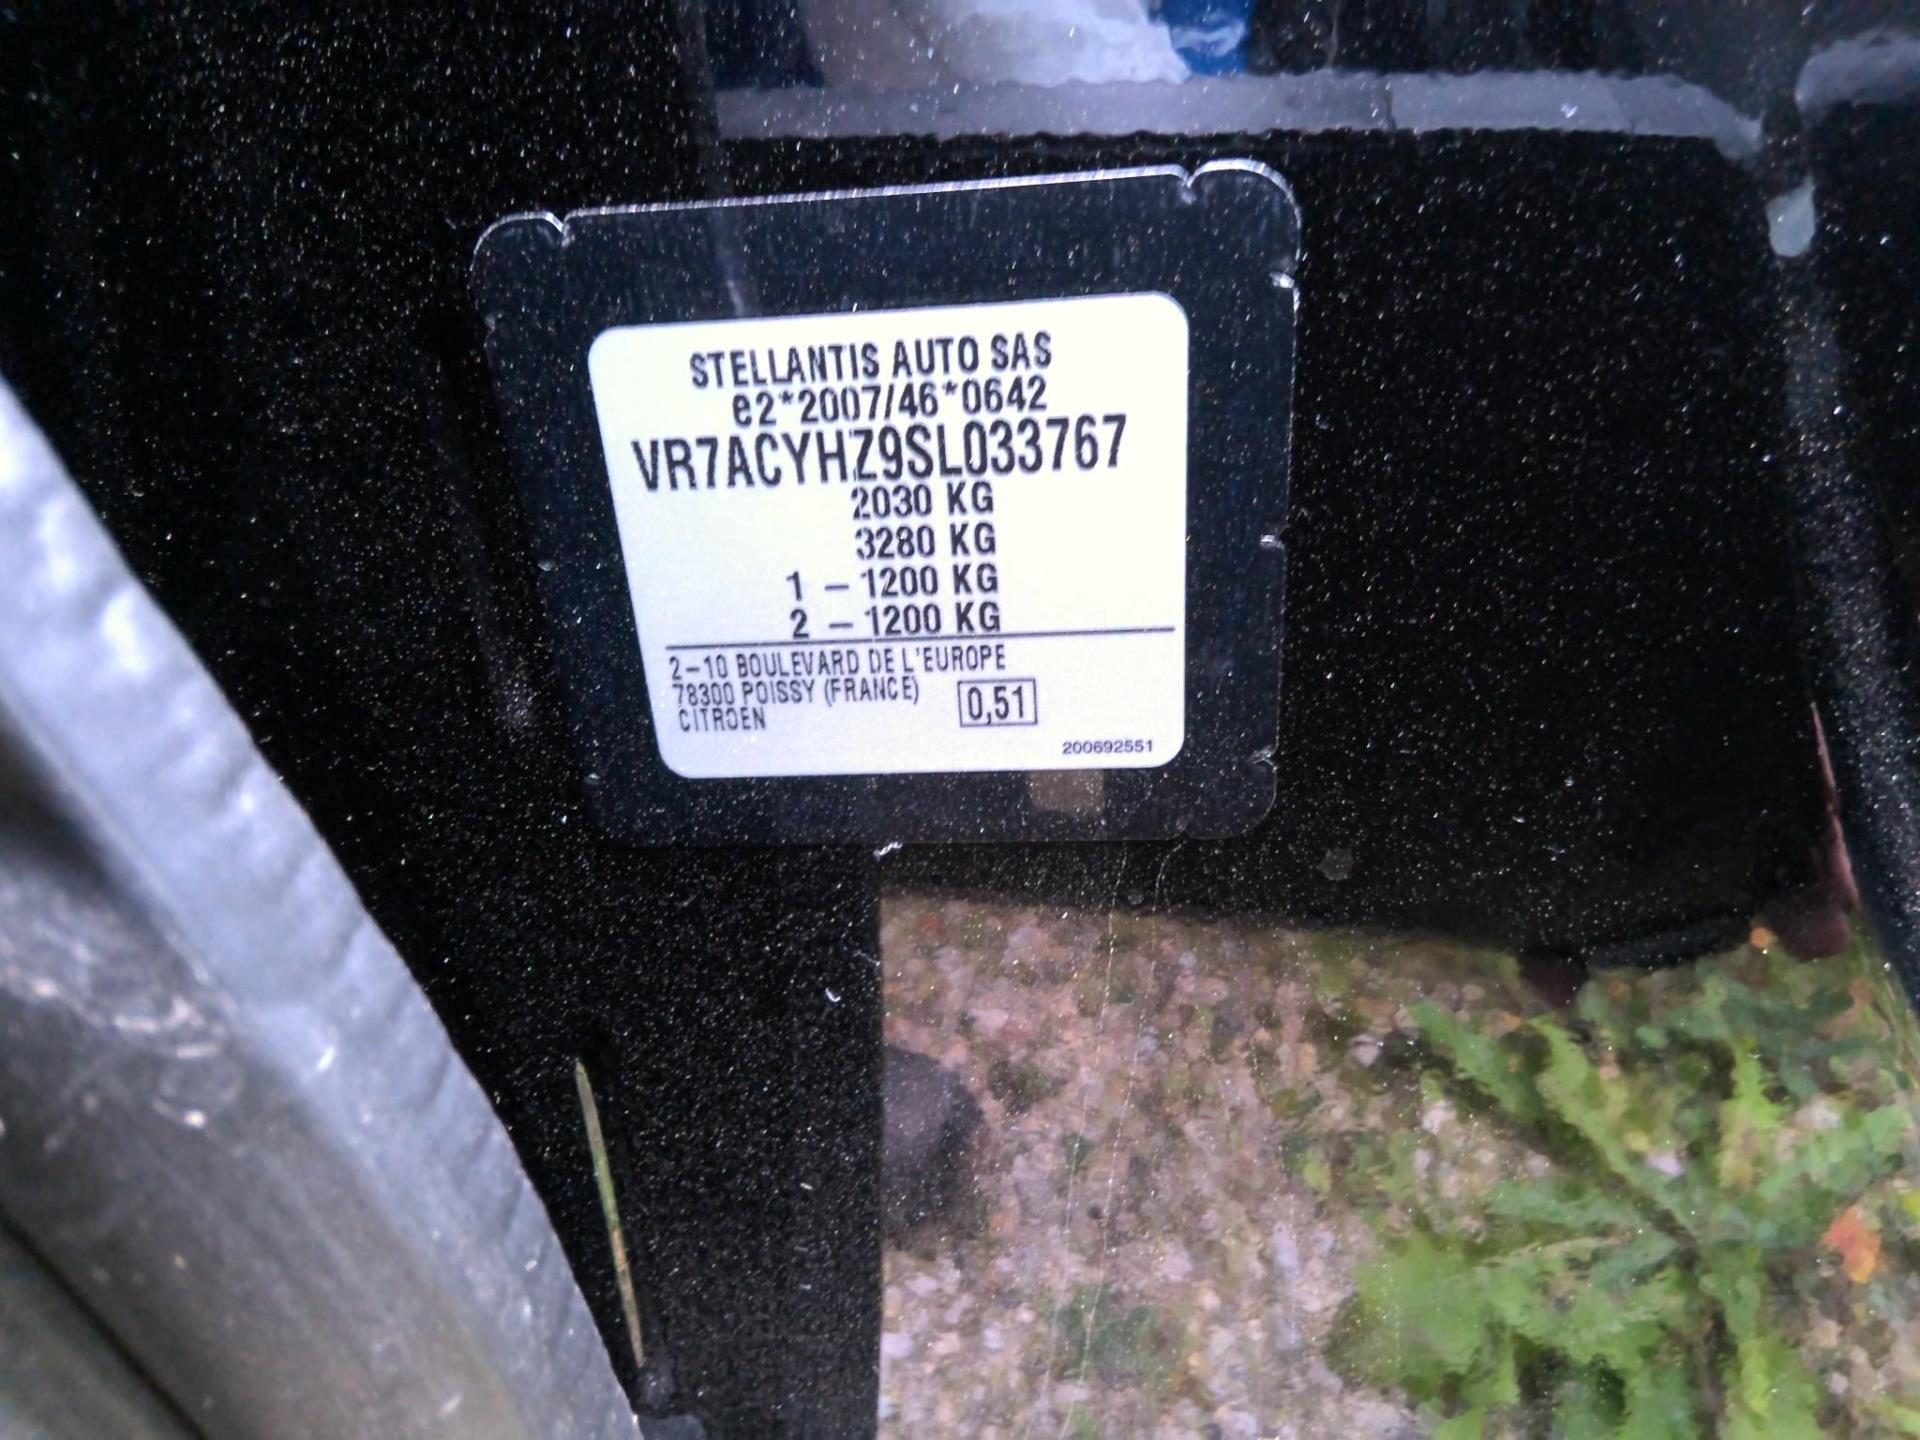 STELLANTIS AUTO SAS
e2*2007/46*0642
VR7ACYHZ9SL033767
2030 KG
3280 KG
1 – 1200 KG
2 – 1200 KG
2–10 BOULEVARD DE L'EUROPE
78300 POISSY (FRANCE)
CITROEN
0,51
200692551